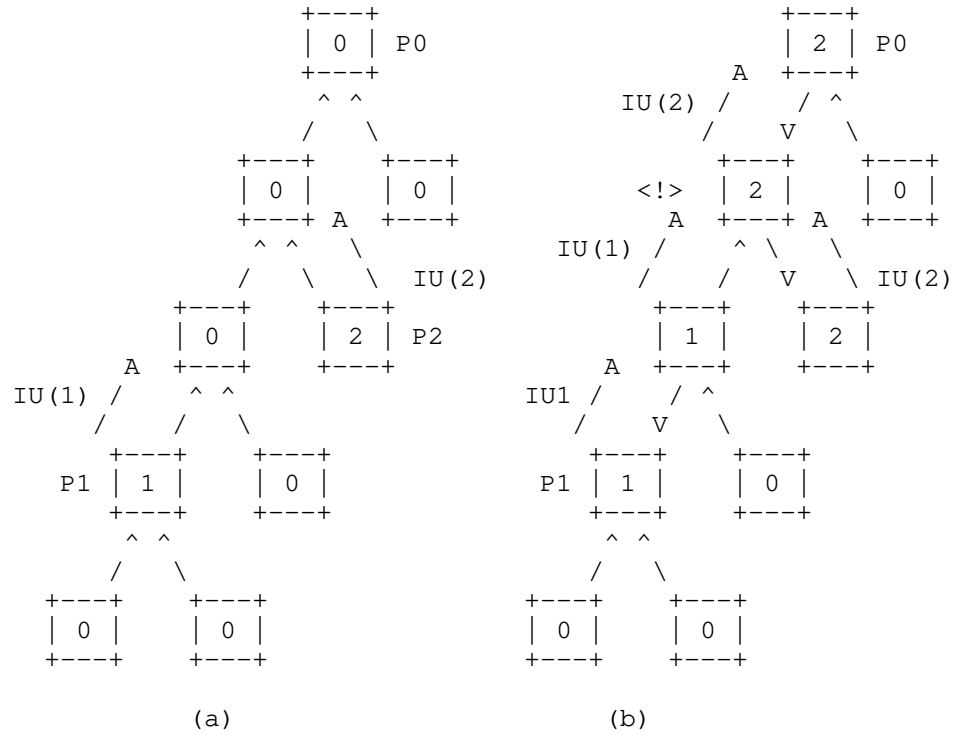 +---+                         +---+
                  | 0 | P0                      | 2 | P0
                  +---+                      A  +---+
                   ^ ^                IU(2) /    / ^
                  /   \                    /    V   \
              +---+    +---+                +---+    +---+
              | 0 |    | 0 |           <!>  | 2 |    | 0 |
              +---+ A  +---+             A  +---+ A  +---+
               ^ ^   \            IU(1) /    ^ \   \
              /   \   \ IU(2)          /    /   V   \ IU(2)
          +---+    +---+                +---+    +---+
          | 0 |    | 2 | P2             | 1 |    | 2 |
       A  +---+    +---+             A  +---+    +---+
IU(1) /    ^ ^                  IU1 /    / ^
     /    /   \                    /    V   \
      +---+    +---+                +---+    +---+
   P1 | 1 |    | 0 |             P1 | 1 |    | 0 |
      +---+    +---+                +---+    +---+
       ^ ^                           ^ ^
      /   \                         /   \
  +---+    +---+                +---+    +---+
  | 0 |    | 0 |                | 0 |    | 0 |
  +---+    +---+                +---+    +---+
           (a)                       (b)